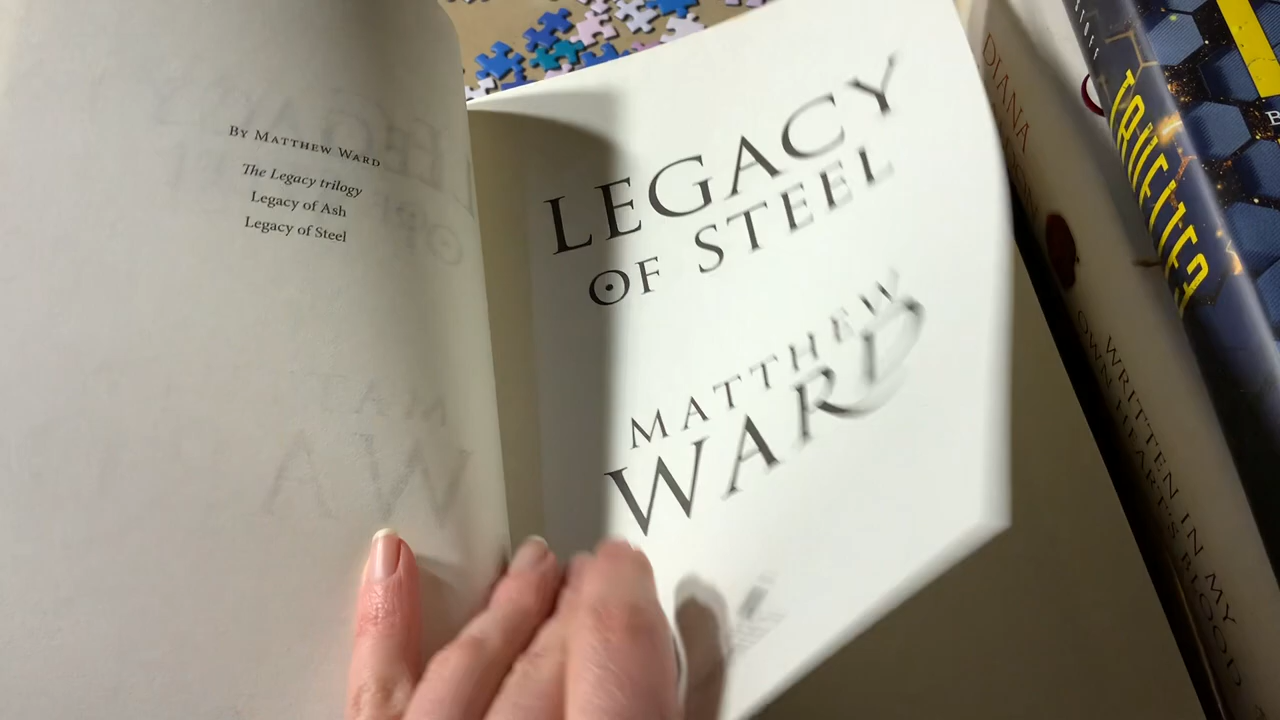 BY MATTHEW WARD
The Legacy trilogy
Legacy of Ash
Legacy of Steel
LEGACY
OF STEEL
MATTHEW
WARD
DIANA
WRITTEN IN MY
OWN HEART'S BLOOD